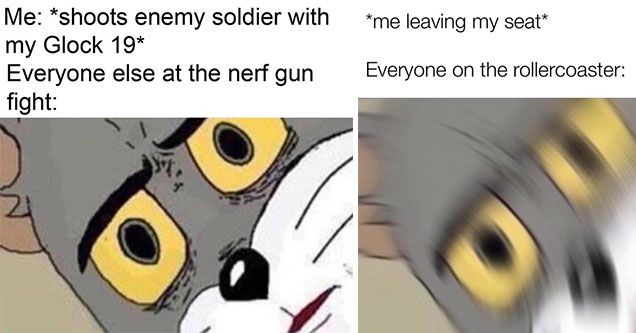 Me: *shoots enemy soldier with
my Glock 19*
Everyone else at the nerf gun
fight:
*me leaving my seat*
Everyone on the rollercoaster: